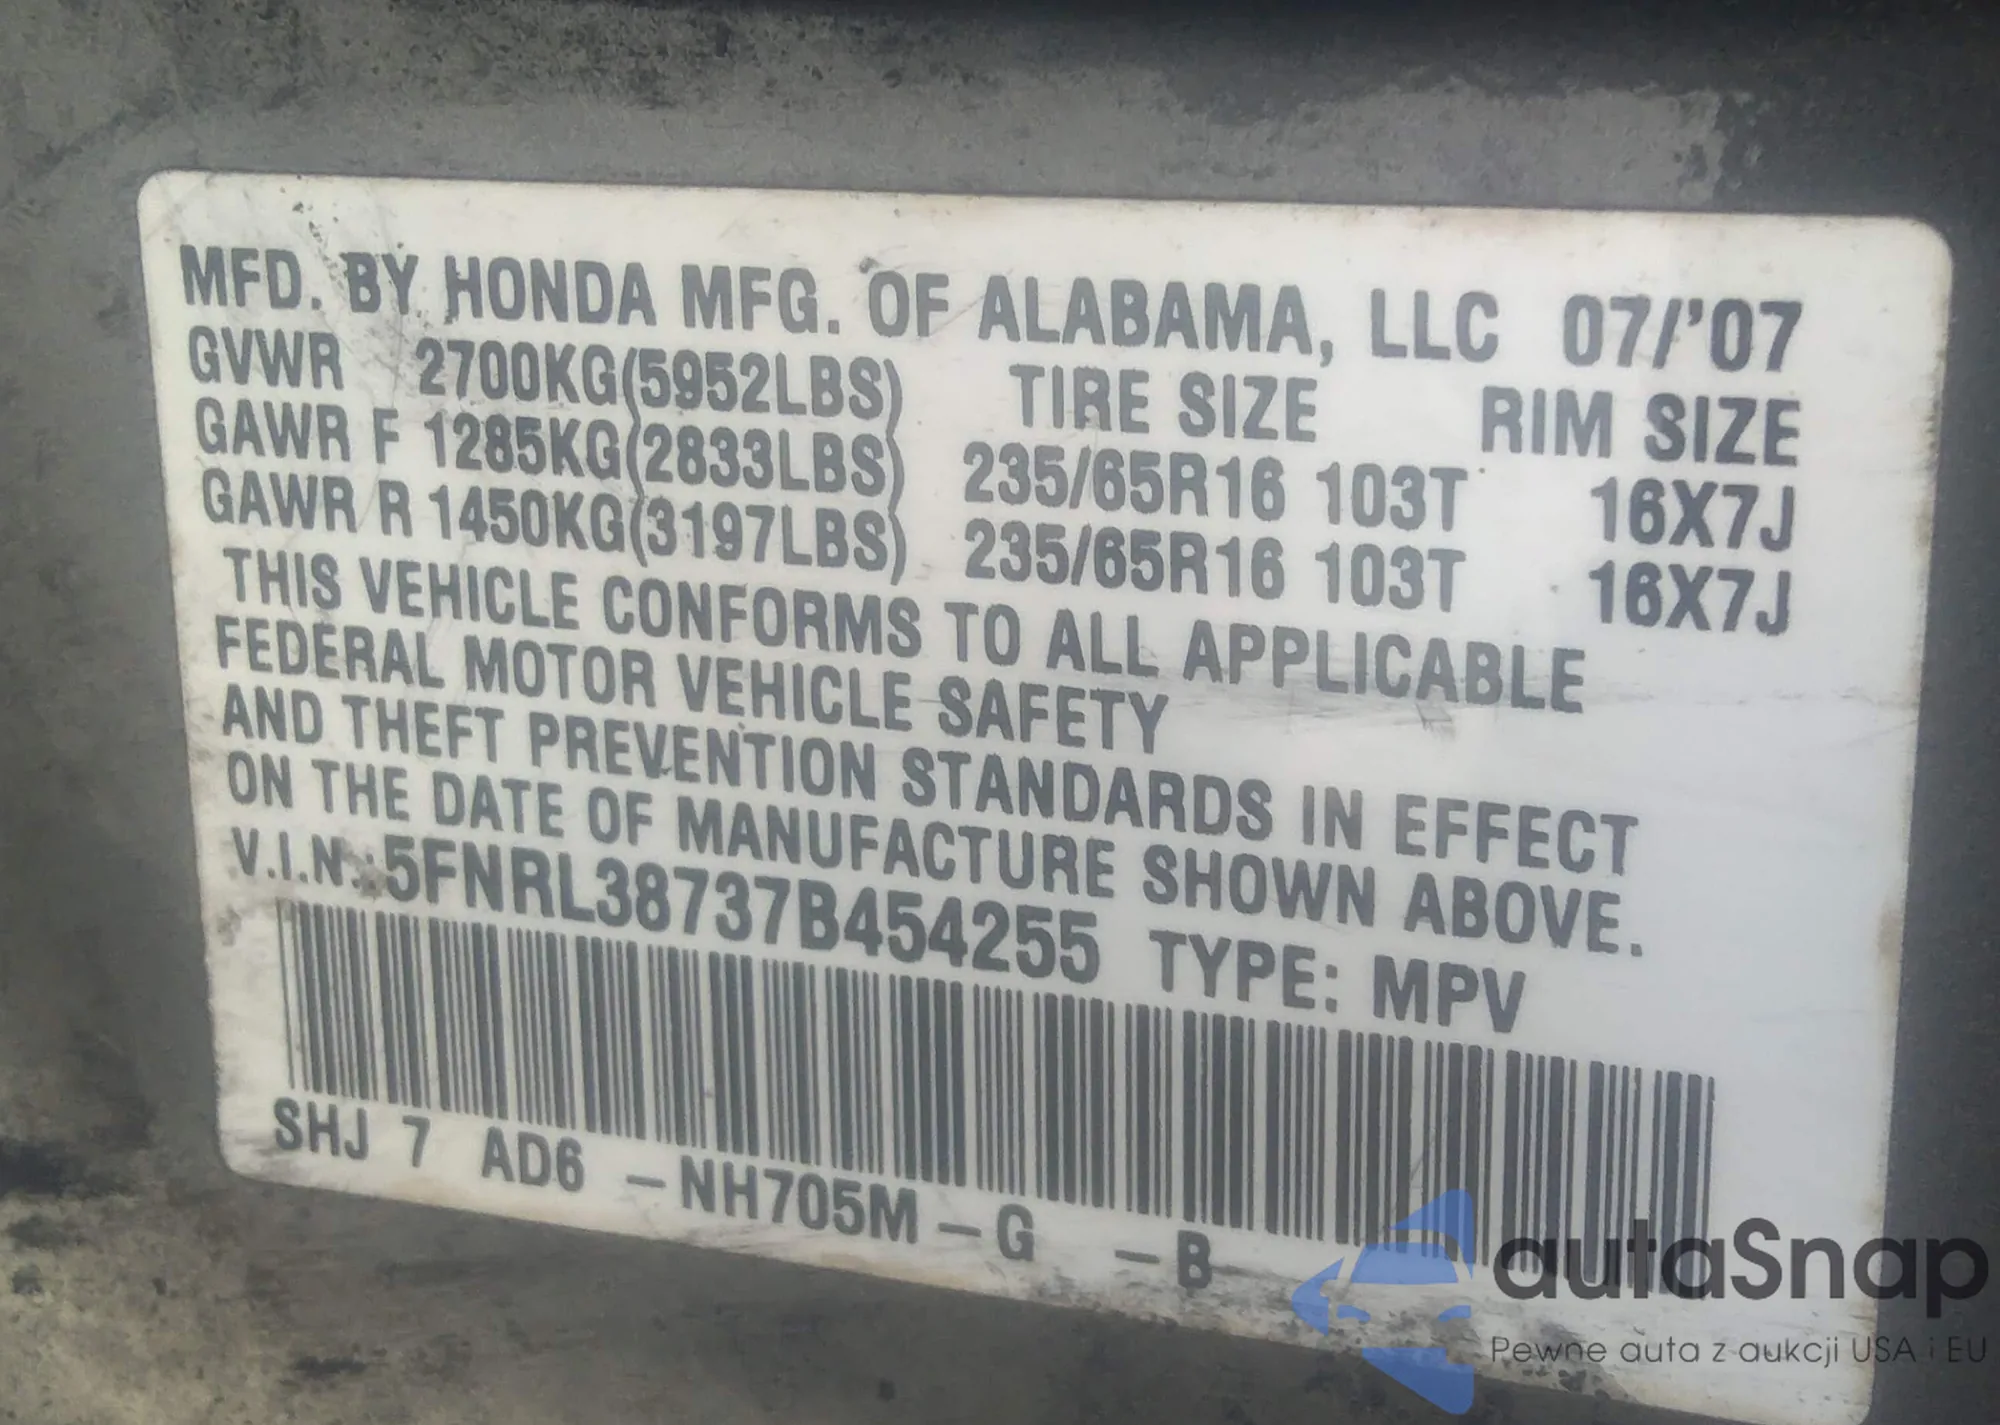 MFD. BY HONDA MFG. OF ALABAMA, LLC 07/'07
GVWR 2700KG(5952LBS) TIRE SIZE RIM SIZE
GAWR F 1285KG(2833LBS) 235/65R16 103T 16X7J
GAWR R 1450KG(3197LBS) 235/65R16 103T 16X7J
THIS VEHICLE CONFORMS TO ALL APPLICABLE
FEDERAL MOTOR VEHICLE SAFETY
AND THEFT PREVENTION STANDARDS IN EFFECT
ON THE DATE OF MANUFACTURE SHOWN ABOVE.
V.I.N.:5FNRL38737B454255 TYPE: MPV
SHJ 7 AD6 -NH705M-G -B
autaSnap
Pewne auta z aukcji USA i EU